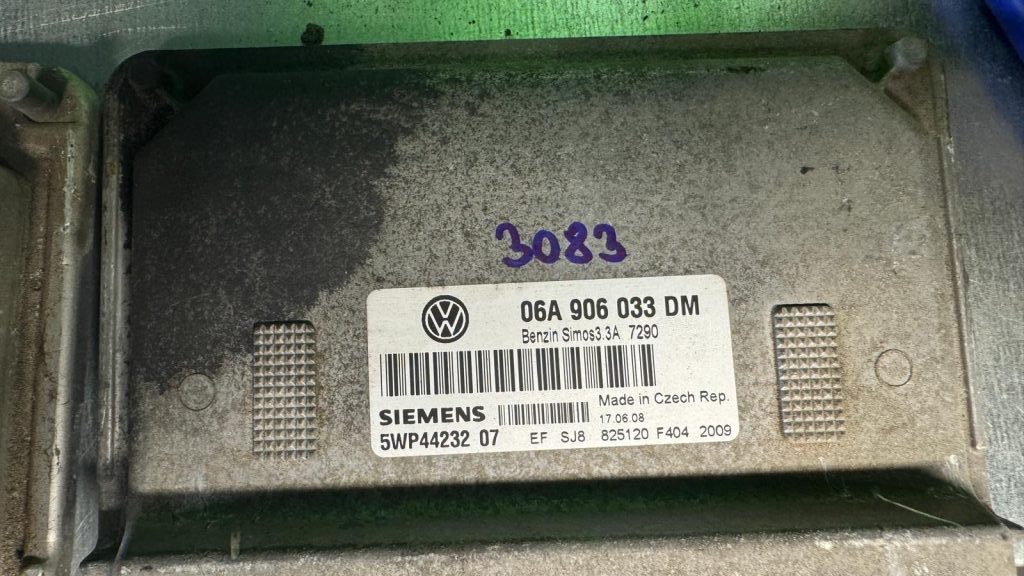 3083
06A 906 033 DM
Benzin Simos3.3A 7290
SIEMENS
Made in Czech Rep.
17.06.08
5WP44232 07
EF SJ8 825120 F404 2009